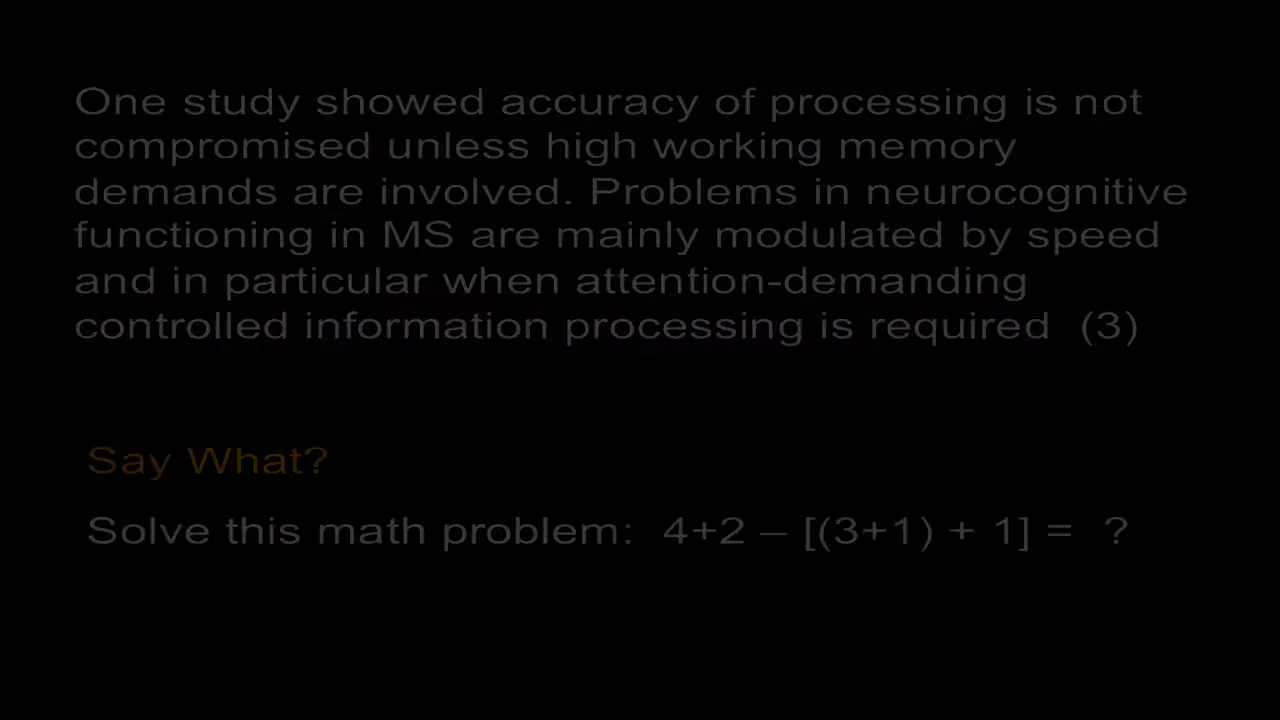 One study showed accuracy of processing is not
compromised unless high working memory
demands are involved. Problems in neurocognitive
functioning in MS are mainly modulated by speed
and in particular when attention-demanding
controlled information processing is required (3)
Say What?
Solve this math problem: 4+2 – [(3+1) + 1] = ?